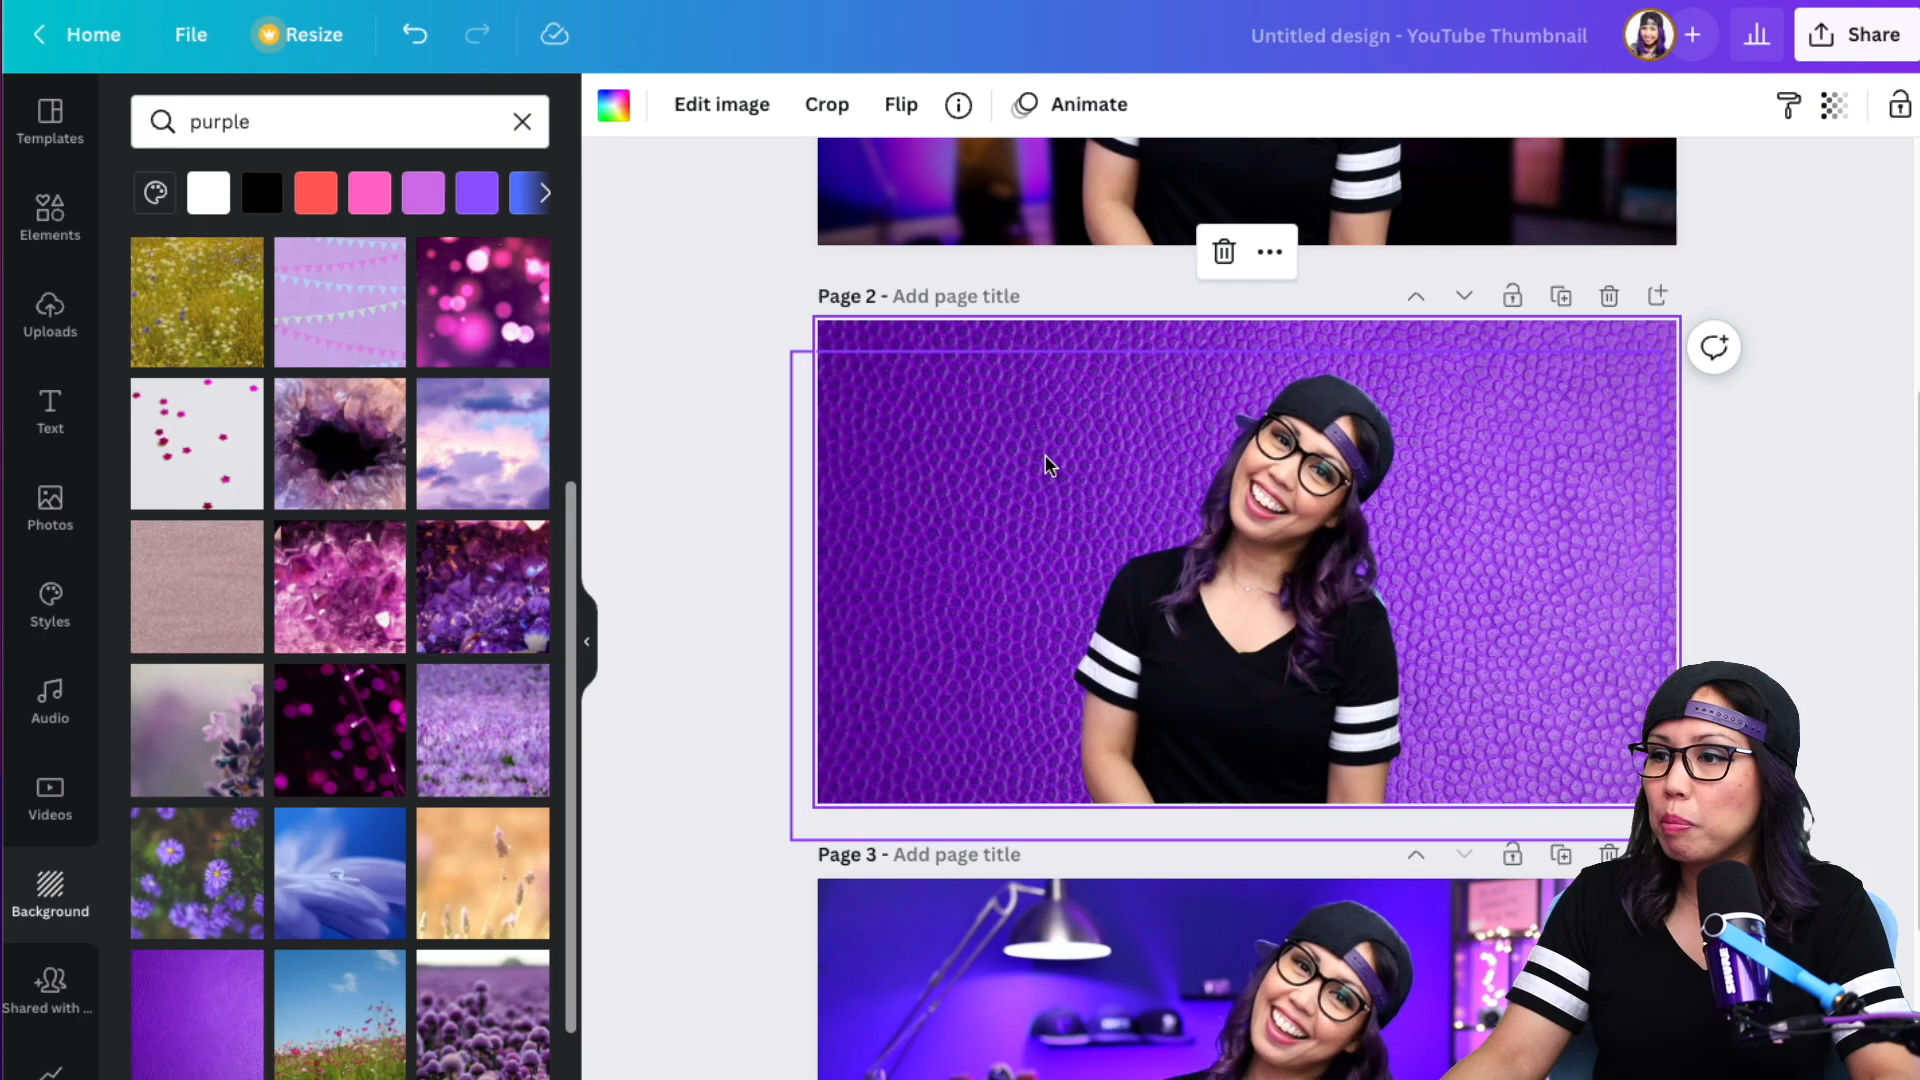 Home
File
Resize
Untitled design - YouTube Thumbnail
Share
Templates
Elements
Uploads
Text
Photos
Styles
Audio
Videos
Background
Shared with ...
purple
Edit image
Crop
Flip
Animate
Page 2 - Add page title
Page 3 - Add page title